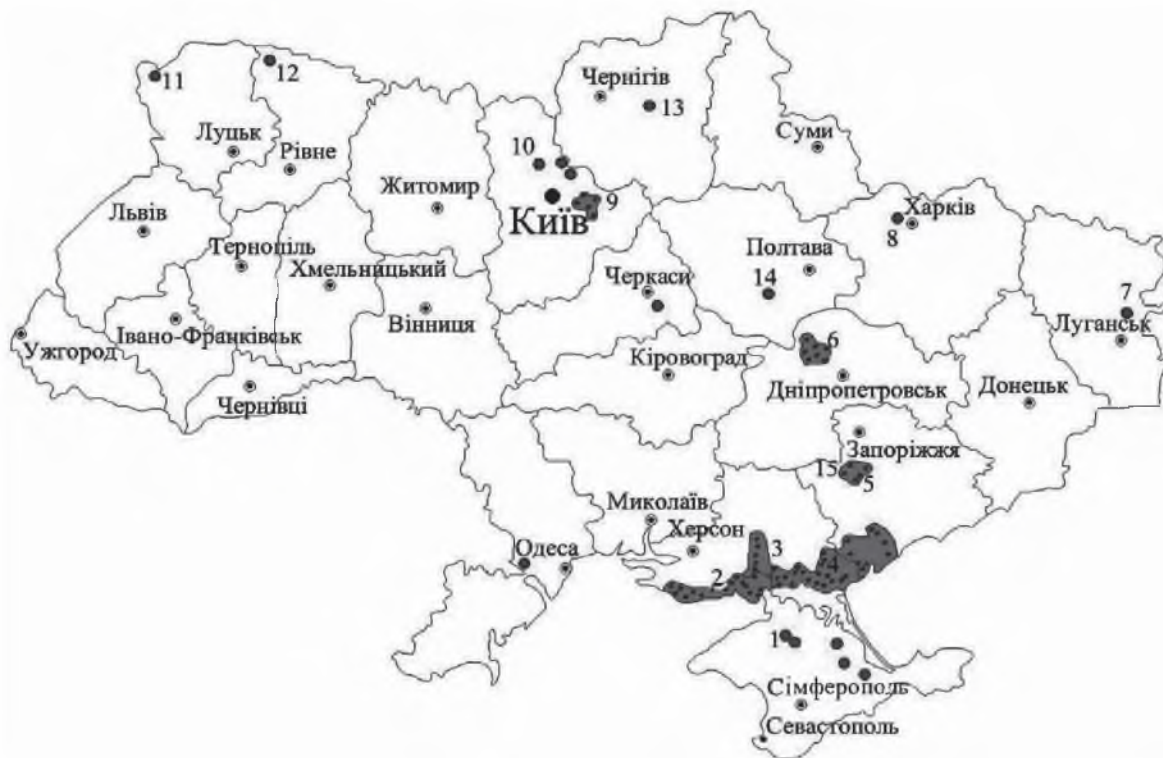 11
12
Чернігів
13
Луцьк
Рівне
10
Суми
Житомир
Київ
9
Харків
8
Львів
Тернопіль
Хмельницький
Полтава
14
Черкаси
7
Луганськ
Івано-Франківськ
Вінниця
Ужгород
6
Кіровоград
Дніпропетровськ
Донецьк
Чернівці
Запоріжжя
15
5
Миколаїв
Херсон
Одеса
3
4
2
1
Сімферополь
Севастополь